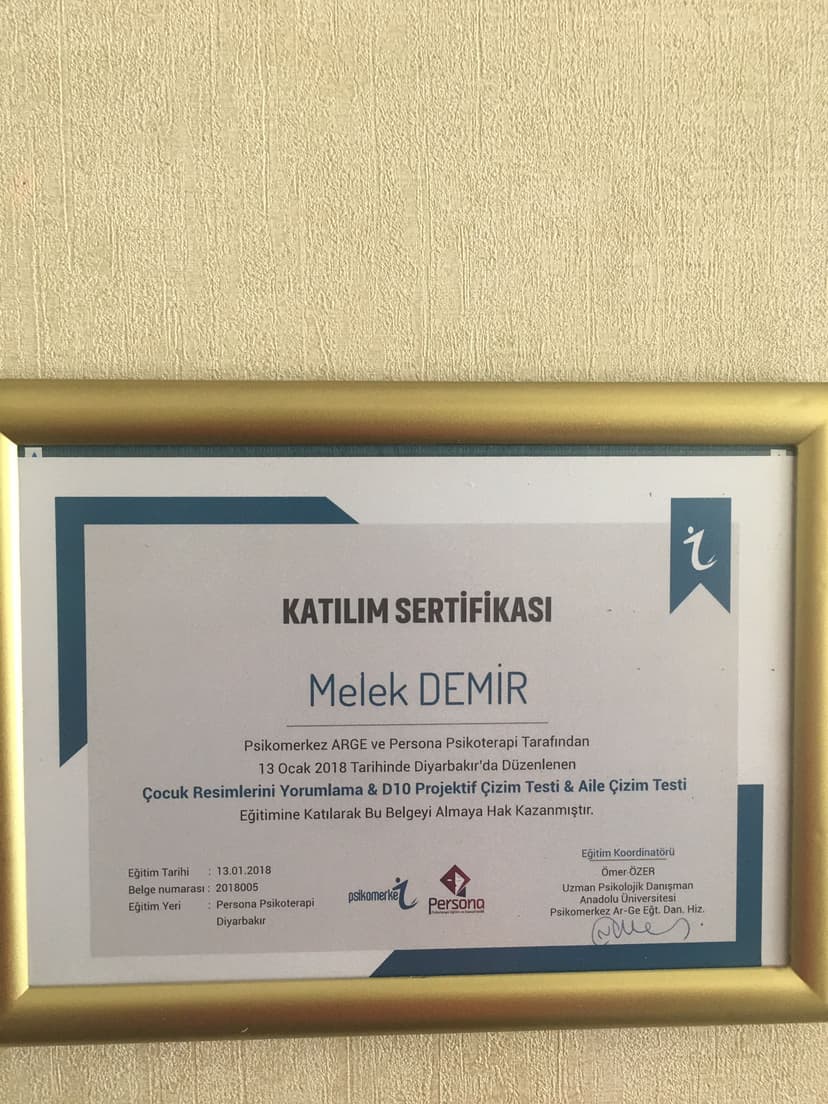 KATILIM SERTİFİKASI
Melek DEMİR
Psikomerkez ARGE ve Persona Psikoterapi Tarafından
13 Ocak 2018 Tarihinde Diyarbakır'da Düzenlenen
Çocuk Resimlerini Yorumlama & D10 Projektif Çizim Testi & Aile Çizim Testi
Eğitimine Katılarak Bu Belgeyi Almaya Hak Kazanmıştır.
Eğitim Tarihi : 13.01.2018
Belge numarası : 2018005
Eğitim Yeri : Persona Psikoterapi
Diyarbakır
psikomerkez
Persona
Eğitim Koordinatörü
Ömer ÖZER
Uzman Psikolojik Danışman
Anadolu Üniversitesi
Psikomerkez Ar-Ge Eğt. Dan. Hiz.